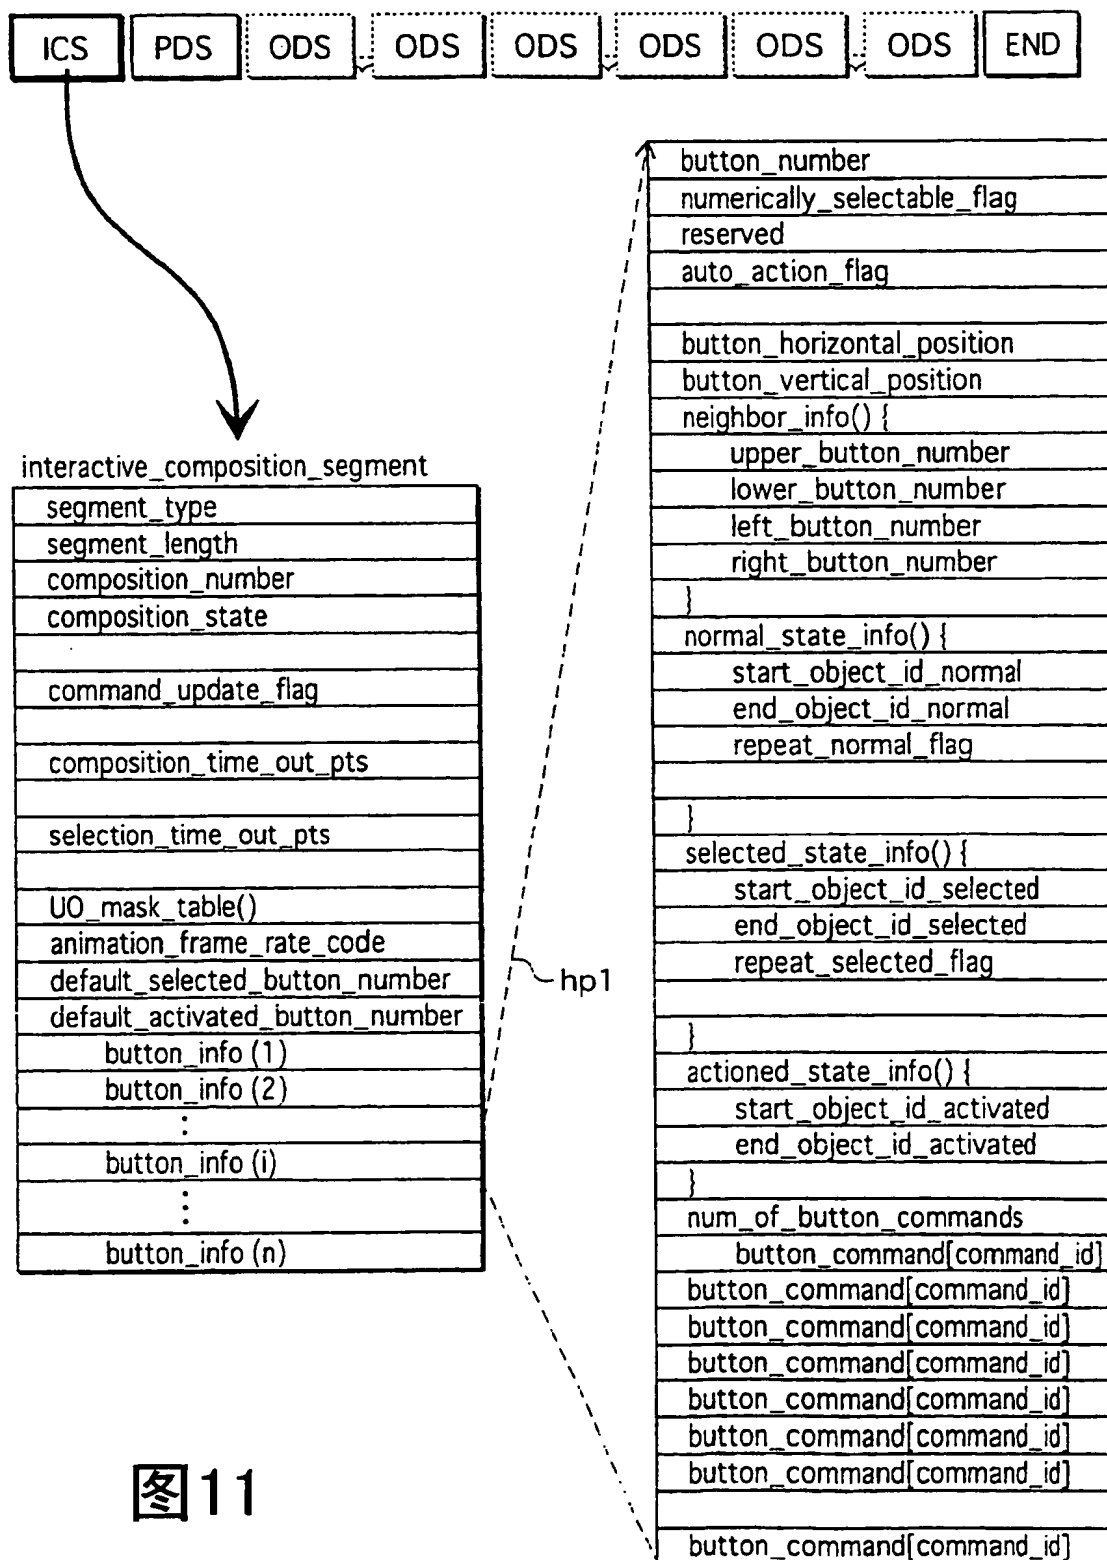 ICS PDS ODS ODS ODS ODS ODS ODS END
interactive_composition_segment
segment_type
segment_length
composition_number
composition_state
command_update_flag
composition_time_out_pts
selection_time_out_pts
UO_mask_table()
animation_frame_rate_code
default_selected_button_number
default_activated_button_number
button_info (1)
button_info (2)
⋮
button_info (i)
⋮
button_info (n)
hp1
button_number
numerically_selectable_flag
reserved
auto_action_flag
button_horizontal_position
button_vertical_position
neighbor_info() {
upper_button_number
lower_button_number
left_button_number
right_button_number
}
normal_state_info() {
start_object_id_normal
end_object_id_normal
repeat_normal_flag
}
selected_state_info() {
start_object_id_selected
end_object_id_selected
repeat_selected_flag
}
actioned_state_info() {
start_object_id_activated
end_object_id_activated
}
num_of_button_commands
button_command[command_id]
button_command[command_id]
button_command[command_id]
button_command[command_id]
button_command[command_id]
button_command[command_id]
button_command[command_id]
button_command[command_id]
图11